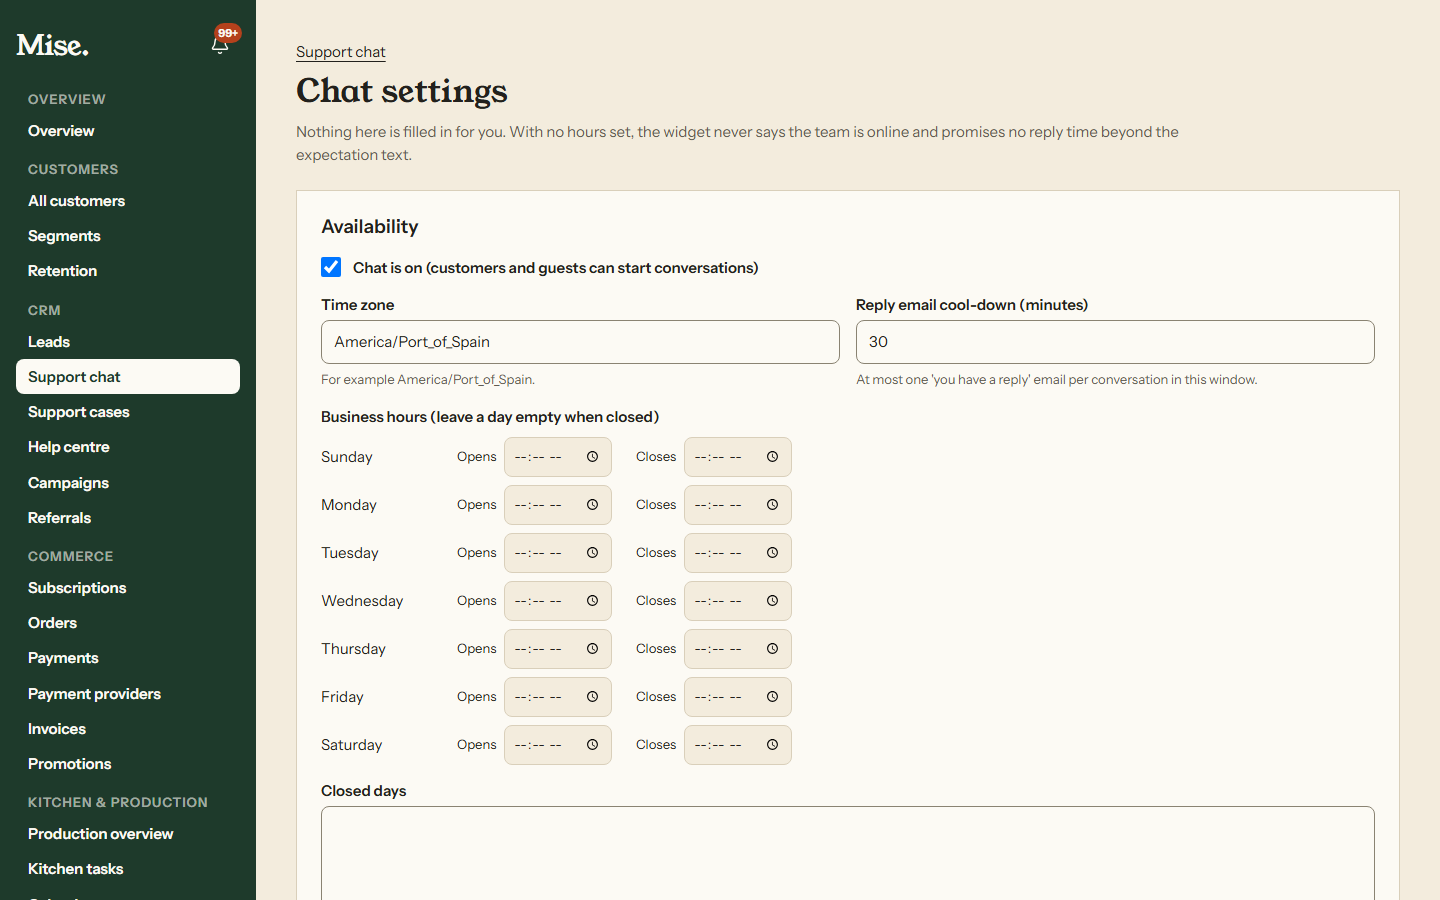 Mise.
99+
OVERVIEW
Overview
CUSTOMERS
All customers
Segments
Retention
CRM
Leads
Support chat
Support cases
Help centre
Campaigns
Referrals
COMMERCE
Subscriptions
Orders
Payments
Payment providers
Invoices
Promotions
KITCHEN & PRODUCTION
Production overview
Kitchen tasks
Support chat
Chat settings
Nothing here is filled in for you. With no hours set, the widget never says the team is online and promises no reply time beyond the
expectation text.
Availability
Chat is on (customers and guests can start conversations)
Time zone
America/Port_of_Spain
For example America/Port_of_Spain.
Reply email cool-down (minutes)
30
At most one 'you have a reply' email per conversation in this window.
Business hours (leave a day empty when closed)
Sunday Opens --:-- -- Closes --:-- --
Monday Opens --:-- -- Closes --:-- --
Tuesday Opens --:-- -- Closes --:-- --
Wednesday Opens --:-- -- Closes --:-- --
Thursday Opens --:-- -- Closes --:-- --
Friday Opens --:-- -- Closes --:-- --
Saturday Opens --:-- -- Closes --:-- --
Closed days